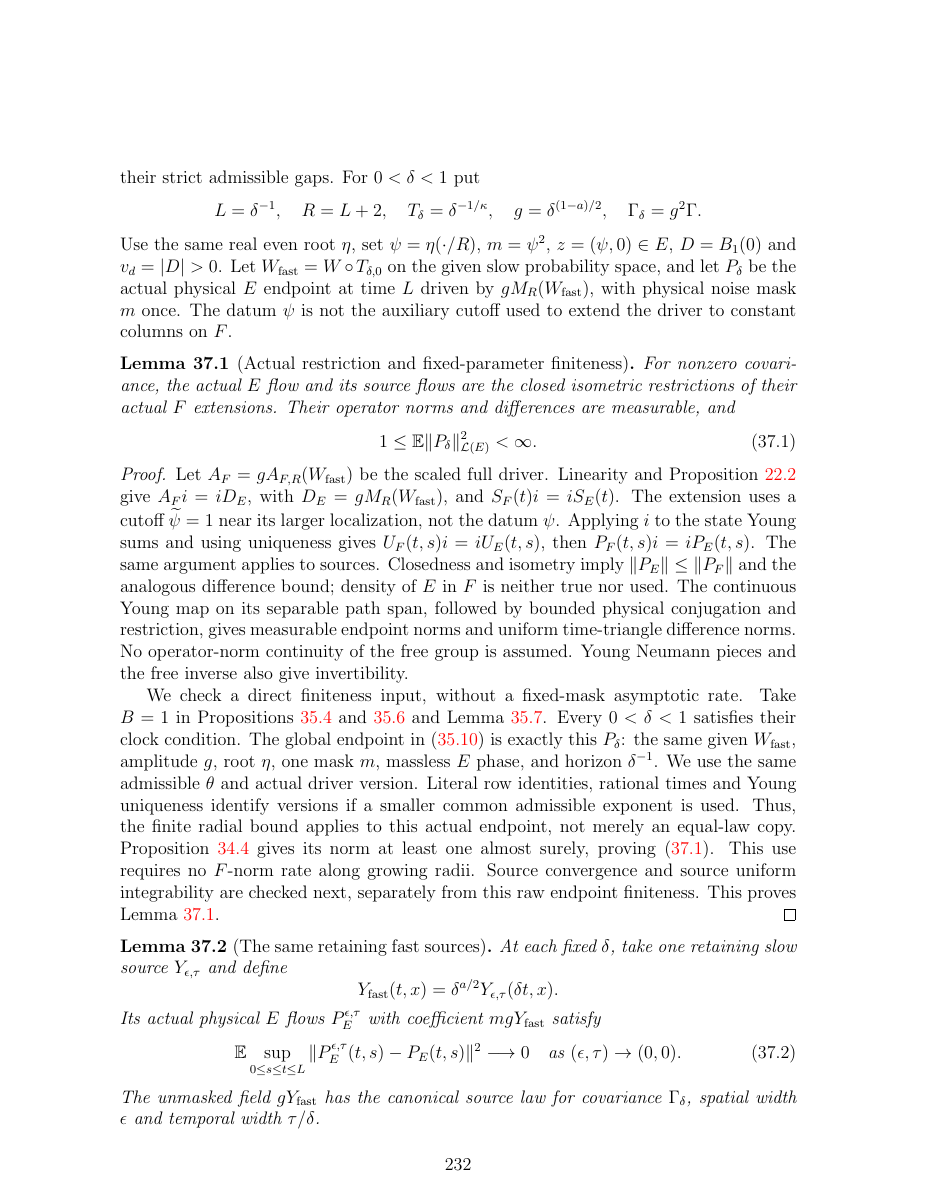 their strict admissible gaps. For 0 < δ < 1 put
L = δ⁻¹, R = L + 2, T_δ = δ^{−1/κ}, g = δ^{(1−a)/2}, Γ_δ = g²Γ.
Use the same real even root η, set ψ = η(·/R), m = ψ², z = (ψ, 0) ∈ E, D = B₁(0) and
v_d = |D| > 0. Let W_fast = W ∘ T_{δ,0} on the given slow probability space, and let P_δ be the
actual physical E endpoint at time L driven by gM_R(W_fast), with physical noise mask
m once. The datum ψ is not the auxiliary cutoff used to extend the driver to constant
columns on F.
Lemma 37.1 (Actual restriction and fixed-parameter finiteness). For nonzero covari-
ance, the actual E flow and its source flows are the closed isometric restrictions of their
actual F extensions. Their operator norms and differences are measurable, and
1 ≤ 𝔼‖P_δ‖²_{ℒ(E)} < ∞. (37.1)
Proof. Let A_F = gA_{F,R}(W_fast) be the scaled full driver. Linearity and Proposition 22.2
give A_F i = iD_E, with D_E = gM_R(W_fast), and S_F(t)i = iS_E(t). The extension uses a
cutoff ψ̃ = 1 near its larger localization, not the datum ψ. Applying i to the state Young
sums and using uniqueness gives U_F(t, s)i = iU_E(t, s), then P_F(t, s)i = iP_E(t, s). The
same argument applies to sources. Closedness and isometry imply ‖P_E‖ ≤ ‖P_F‖ and the
analogous difference bound; density of E in F is neither true nor used. The continuous
Young map on its separable path span, followed by bounded physical conjugation and
restriction, gives measurable endpoint norms and uniform time-triangle difference norms.
No operator-norm continuity of the free group is assumed. Young Neumann pieces and
the free inverse also give invertibility.
We check a direct finiteness input, without a fixed-mask asymptotic rate. Take
B = 1 in Propositions 35.4 and 35.6 and Lemma 35.7. Every 0 < δ < 1 satisfies their
clock condition. The global endpoint in (35.10) is exactly this P_δ: the same given W_fast,
amplitude g, root η, one mask m, massless E phase, and horizon δ⁻¹. We use the same
admissible θ and actual driver version. Literal row identities, rational times and Young
uniqueness identify versions if a smaller common admissible exponent is used. Thus,
the finite radial bound applies to this actual endpoint, not merely an equal-law copy.
Proposition 34.4 gives its norm at least one almost surely, proving (37.1). This use
requires no F-norm rate along growing radii. Source convergence and source uniform
integrability are checked next, separately from this raw endpoint finiteness. This proves
Lemma 37.1. □
Lemma 37.2 (The same retaining fast sources). At each fixed δ, take one retaining slow
source Y_{ϵ,τ} and define
Y_fast(t, x) = δ^{a/2}Y_{ϵ,τ}(δt, x).
Its actual physical E flows P_E^{ϵ,τ} with coefficient mgY_fast satisfy
𝔼 sup_{0≤s≤t≤L} ‖P_E^{ϵ,τ}(t, s) − P_E(t, s)‖² ⟶ 0 as (ϵ, τ) → (0, 0). (37.2)
The unmasked field gY_fast has the canonical source law for covariance Γ_δ, spatial width
ϵ and temporal width τ/δ.
232